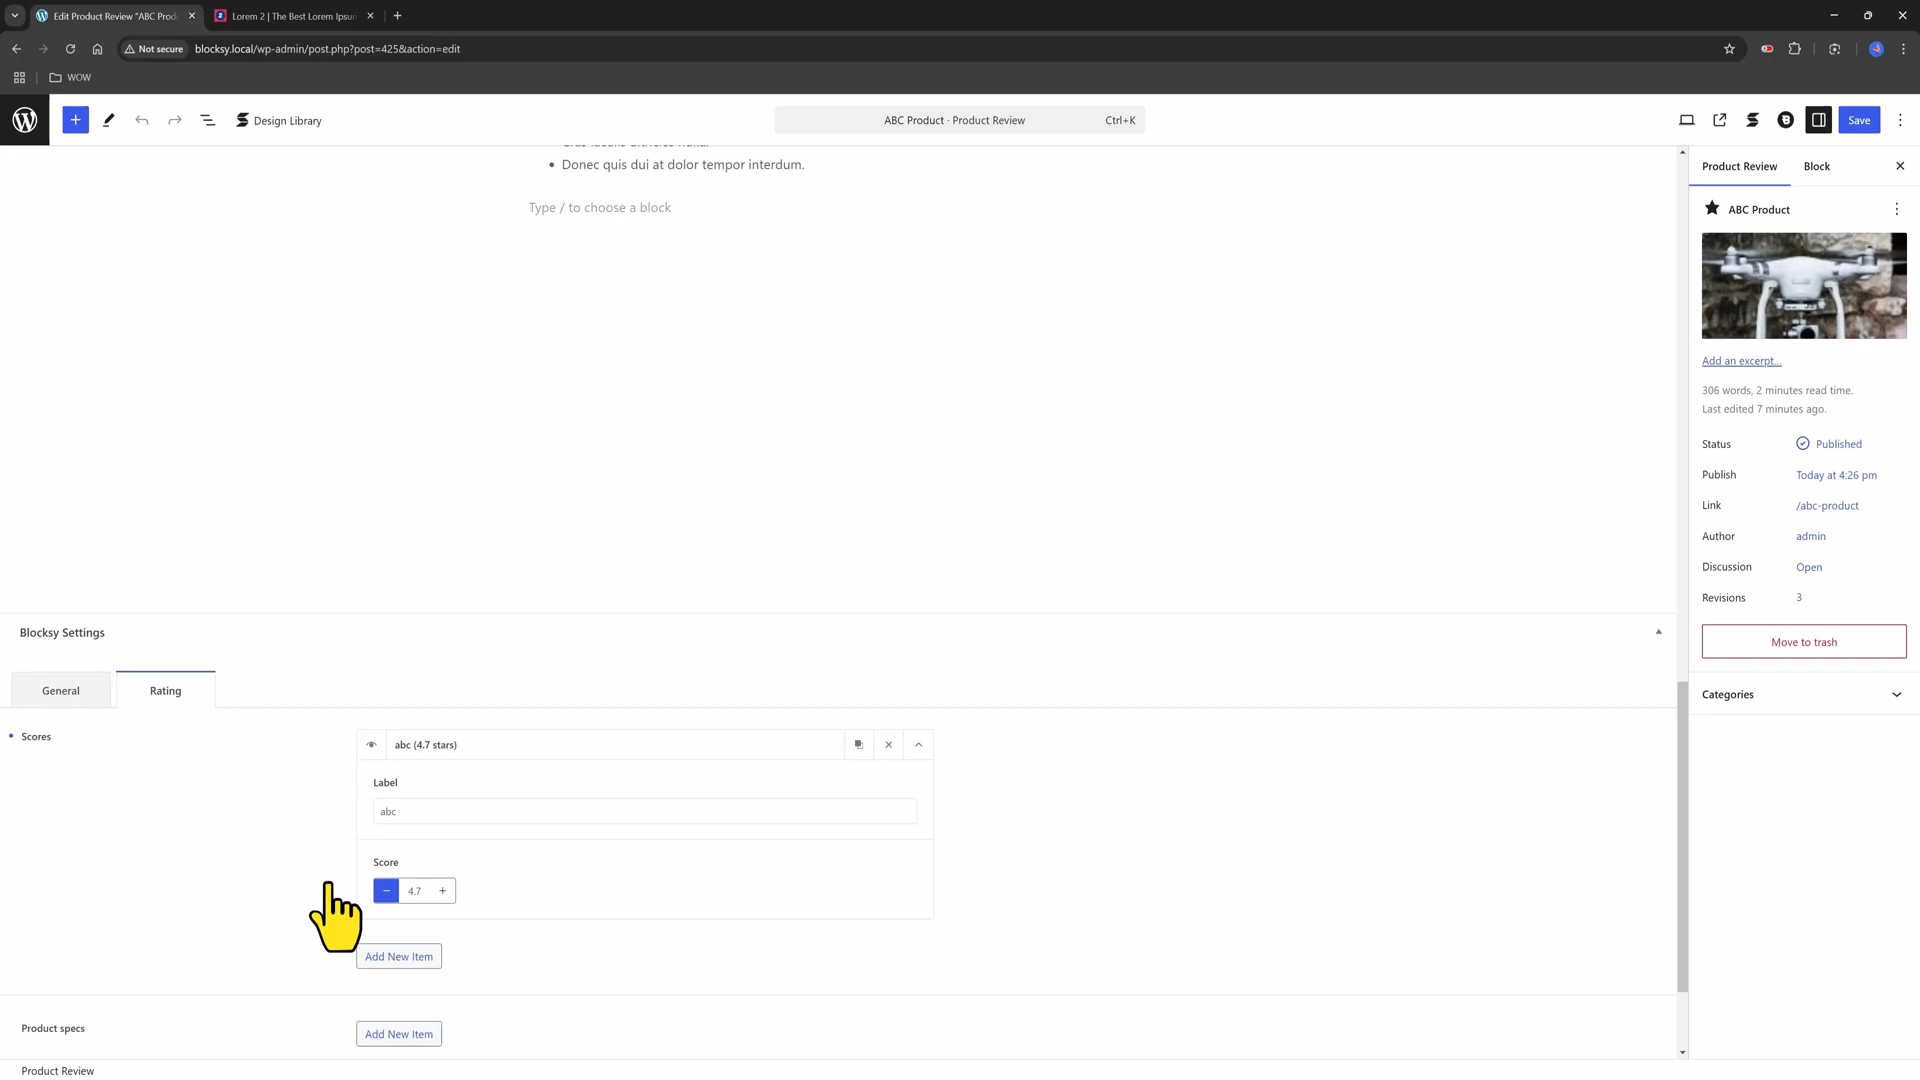 Edit Product Review "ABC Prod
Lorem 2 | The Best Lorem Ipsum
Not secure
blocksy.local/wp-admin/post.php?post=425&action=edit
WOW
Design Library
ABC Product · Product Review
Ctrl+K
Save
Donec quis dui at dolor tempor interdum.
Type / to choose a block
Product Review
Block
ABC Product
Add an excerpt...
306 words, 2 minutes read time.
Last edited 7 minutes ago.
Status
Published
Publish
Today at 4:26 pm
Link
/abc-product
Author
admin
Discussion
Open
Revisions
3
Move to trash
Categories
Blocksy Settings
General
Rating
Scores
abc (4.7 stars)
Label
abc
Score
4.7
Add New Item
Product specs
Add New Item
Product Review